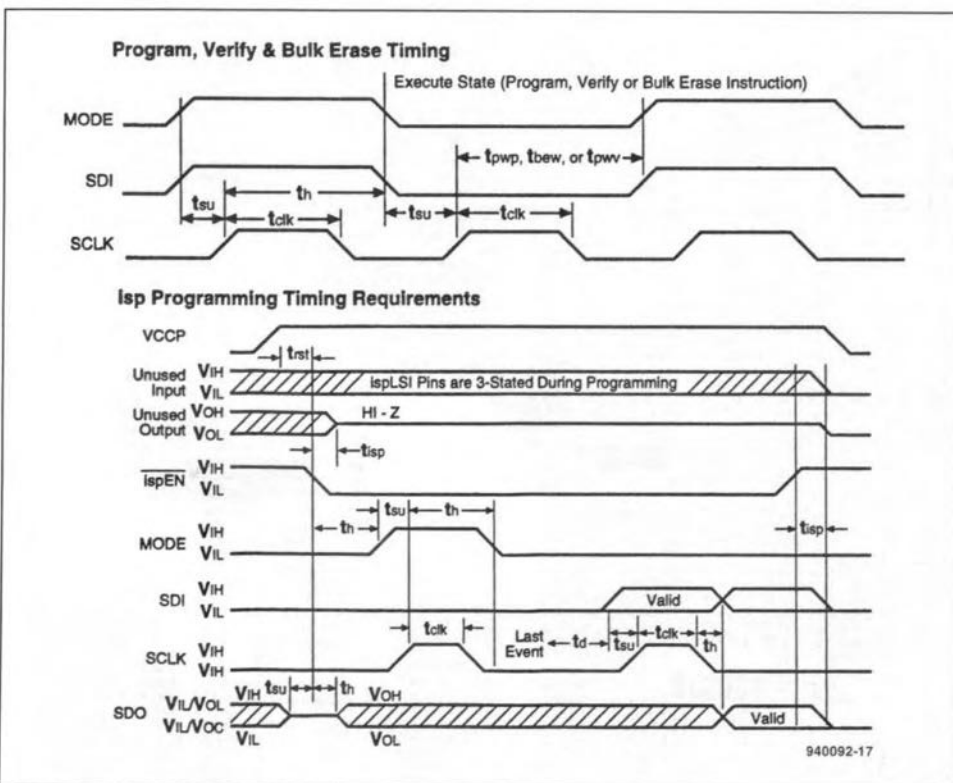 Program, Verify & Bulk Erase Timing
Execute State (Program, Verify or Bulk Erase Instruction)
MODE
tpwp, tbew, or tpwv
SDI
tsu
th
tclk
tsu
tclk
SCLK
Isp Programming Timing Requirements
VCCP
trst
Unused Input
VIH
VIL
ispLSI Pins are 3-Stated During Programming
Unused Output
VOH
VOL
HI - Z
tisp
ispEN
VIH
VIL
tsu
th
th
tisp
MODE
VIH
VIL
SDI
VIH
VIL
Valid
tclk
Last Event
td
tsu
tclk
th
SCLK
VIH
VIH
tsu
th
SDO
VIH
VIL/VOL
VIL/VOC
VIL
VOH
VOL
Valid
940092-17